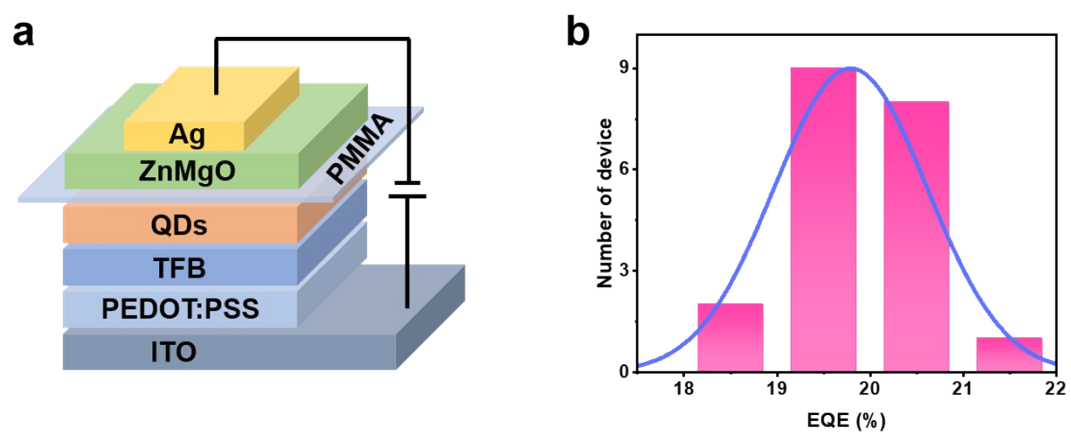 a
Ag
ZnMgO
PMMA
QDs
TFB
PEDOT:PSS
ITO
b
Number of device
9
6
3
0
18 19 20 21 22
EQE (%)